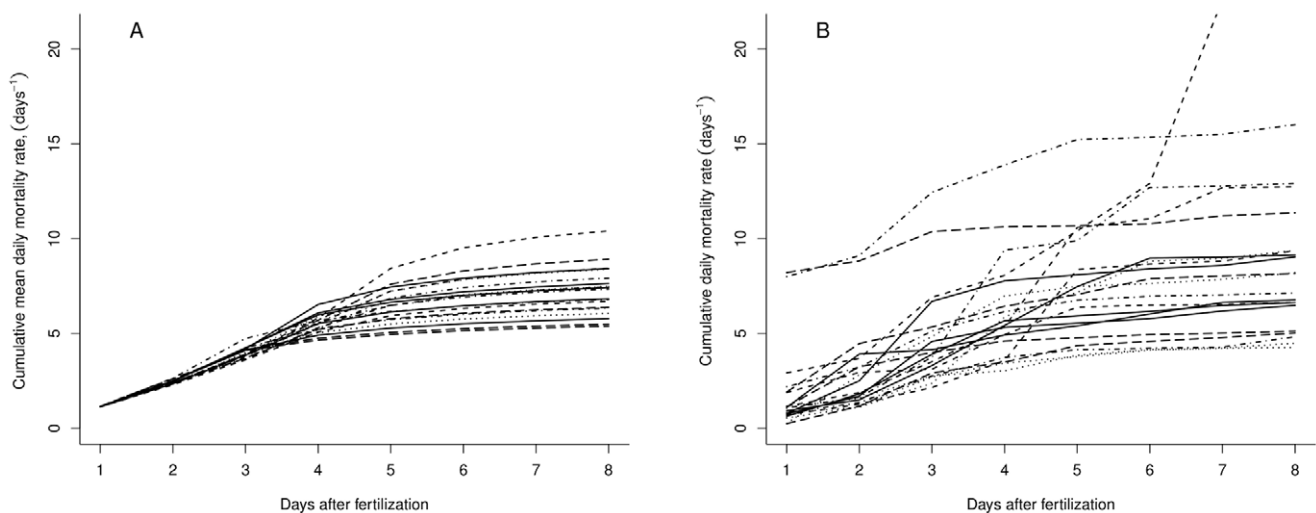 A
Cumulative mean daily mortality rate, (days⁻¹)
20
15
10
5
0
1 2 3 4 5 6 7 8
Days after fertilization
B
Cumulative daily mortality rate (days⁻¹)
20
15
10
5
0
1 2 3 4 5 6 7 8
Days after fertilization